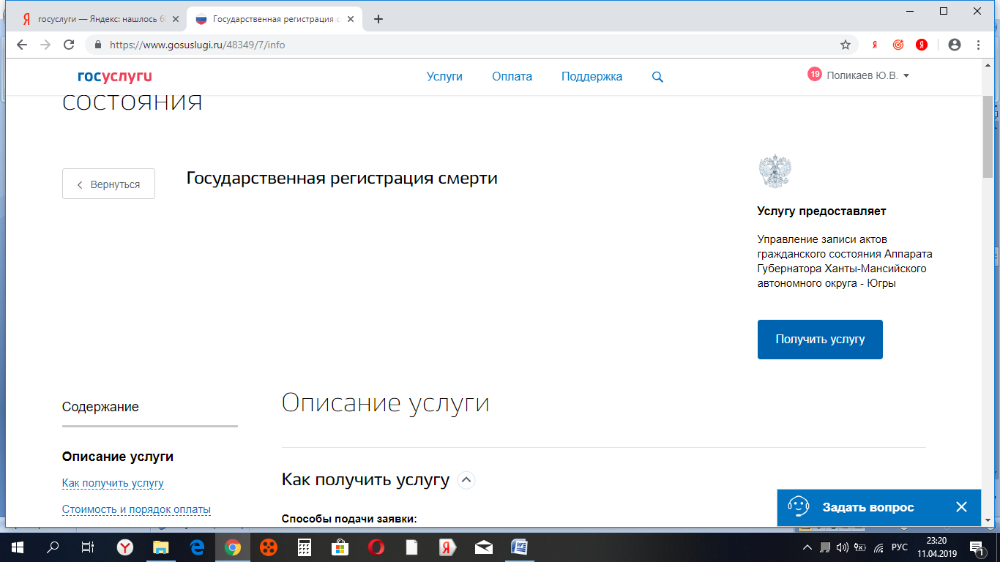 госуслуги — Яндекс: нашлось
Государственная регистрация с
https://www.gosuslugi.ru/48349/7/info
госуслуги
Услуги
Оплата
Поддержка
19
Поликаев Ю.В.
состояния
Вернуться
Государственная регистрация смерти
Услугу предоставляет
Управление записи актов
гражданского состояния Аппарата
Губернатора Ханты-Мансийского
автономного округа - Югры
Получить услугу
Содержание
Описание услуги
Описание услуги
Как получить услугу
Стоимость и порядок оплаты
Как получить услугу
Способы подачи заявки:
Задать вопрос
РУС
23:20
11.04.2019
1